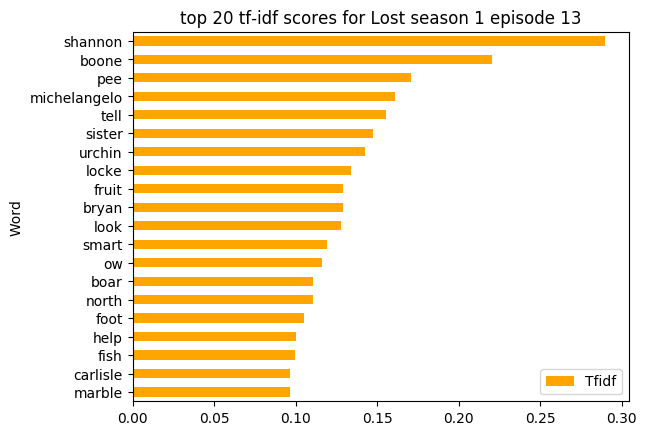 top 20 tf-idf scores for Lost season 1 episode 13
Word
shannon
boone
pee
michelangelo
tell
sister
urchin
locke
fruit
bryan
look
smart
ow
boar
north
foot
help
fish
carlisle
marble
Tfidf
0.00 0.05 0.10 0.15 0.20 0.25 0.30